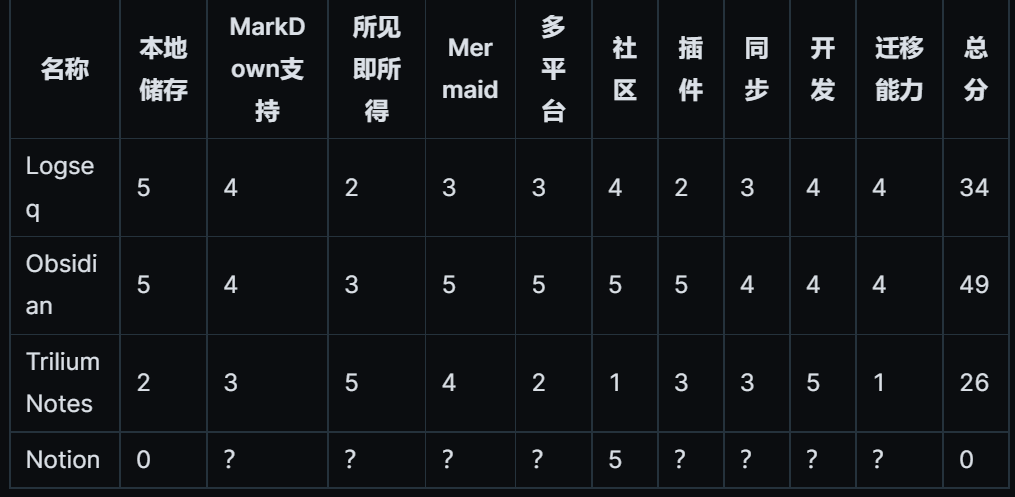 名称 本地储存 MarkDown支持 所见即所得 Mermaid 多平台 社区 插件 同步 开发 迁移能力 总分
Logseq 5 4 2 3 3 4 2 3 4 4 34
Obsidian 5 4 3 5 5 5 5 4 4 4 49
Trilium Notes 2 3 5 4 2 1 3 3 5 1 26
Notion 0 ? ? ? ? 5 ? ? ? ? 0